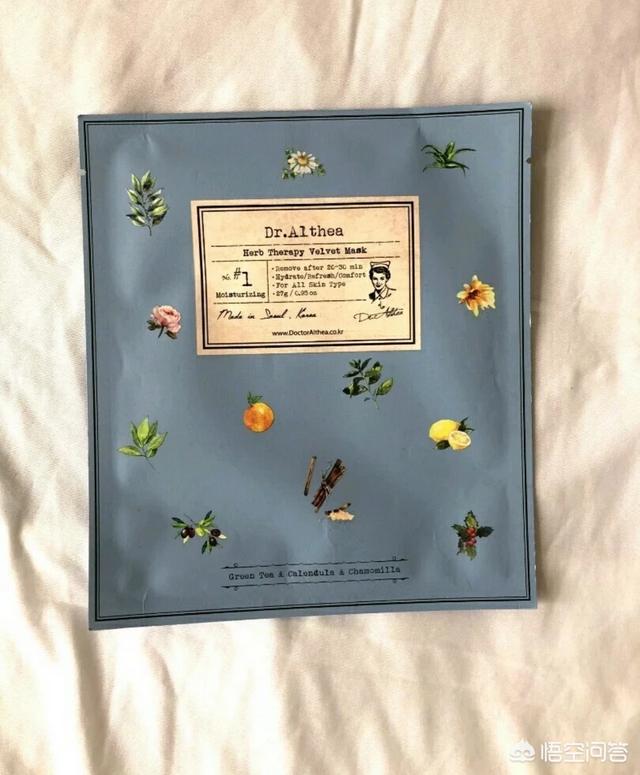 Dr.Althea
Herb Therapy Velvet Mask
No. #1
Moisturizing
· Remove after 20-30 min
· Hydrate/Refresh/Comfort
· For All Skin Type
· 27g / 0.95oz
Made in Seoul, Korea
Dr.Althea
www.DoctorAlthea.co.kr
Green Tea & Calendula & Chamomilla
悟空问答